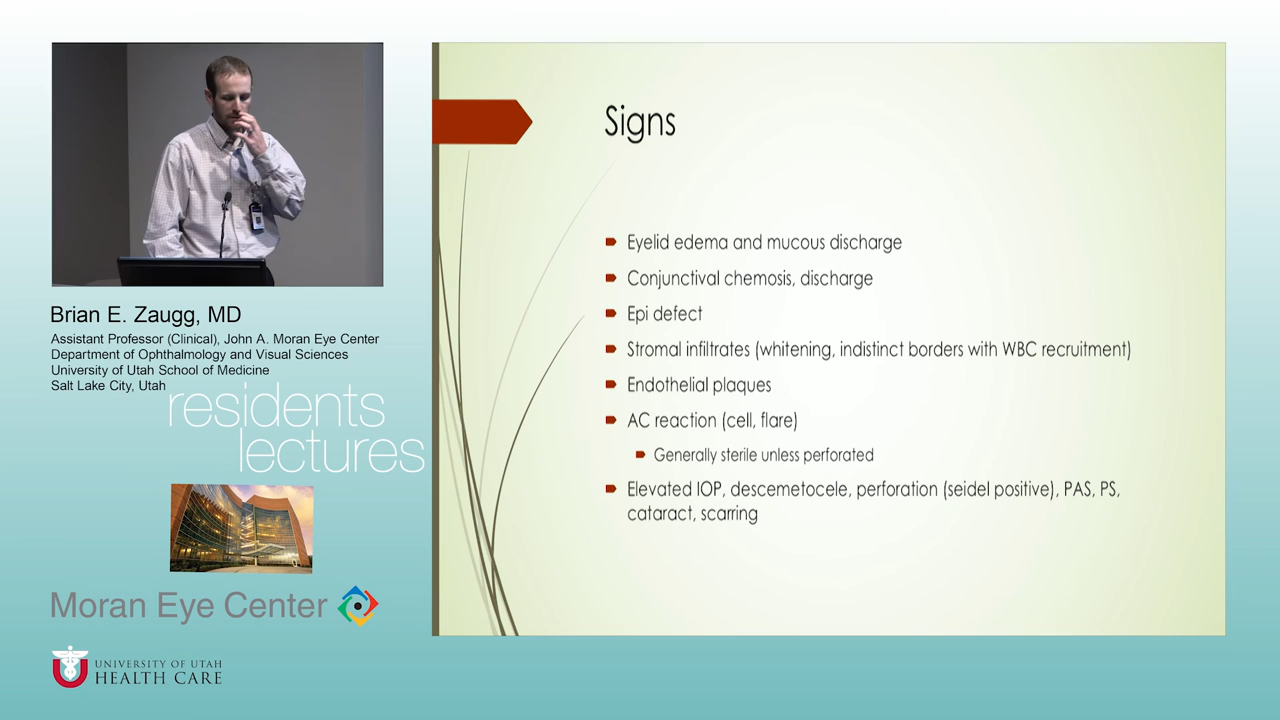 Brian E. Zaugg, MD
Assistant Professor (Clinical), John A. Moran Eye Center
Department of Ophthalmology and Visual Sciences
University of Utah School of Medicine
Salt Lake City, Utah
residents
lectures
Moran Eye Center
UNIVERSITY OF UTAH
HEALTH CARE
Signs
Eyelid edema and mucous discharge
Conjunctival chemosis, discharge
Epi defect
Stromal infiltrates (whitening, indistinct borders with WBC recruitment)
Endothelial plaques
AC reaction (cell, flare)
Generally sterile unless perforated
Elevated IOP, descemetocele, perforation (seidel positive), PAS, PS,
cataract, scarring